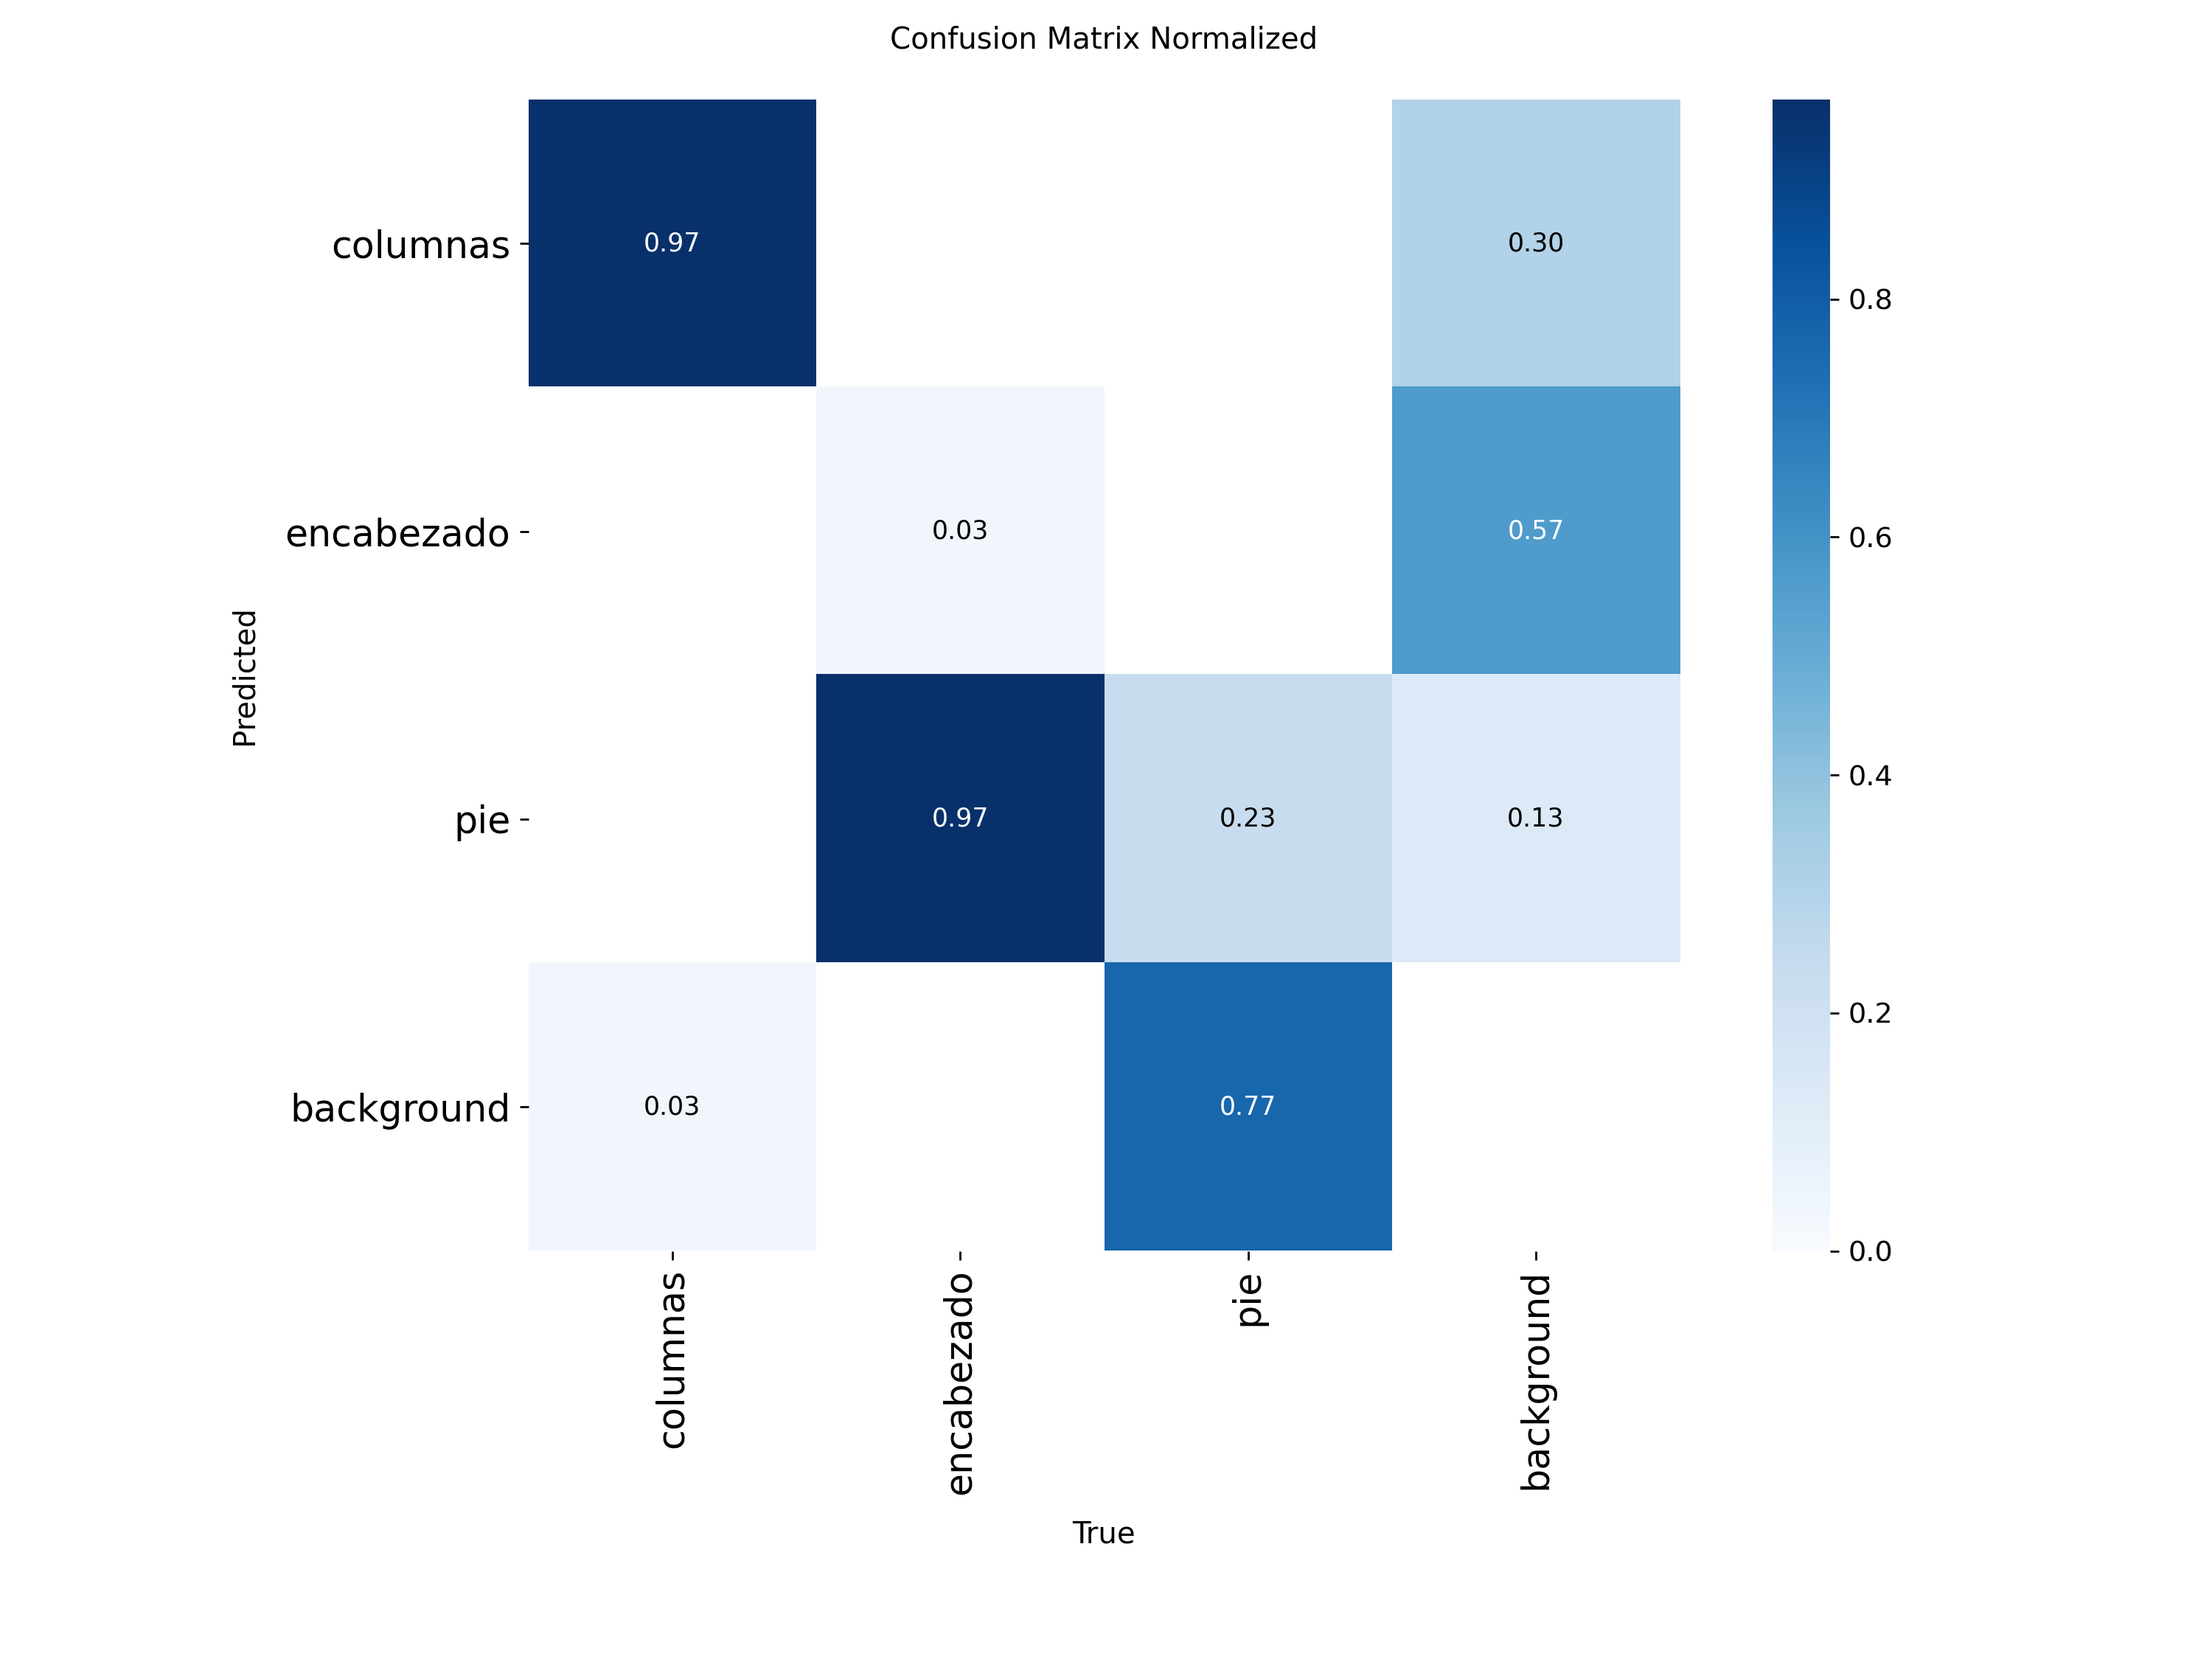 Confusion Matrix Normalized
columnas
0.97
0.30
0.8
encabezado
0.03
0.57
0.6
Predicted
0.4
pie
0.97
0.23
0.13
0.2
background
0.03
0.77
0.0
columnas
encabezado
pie
background
True